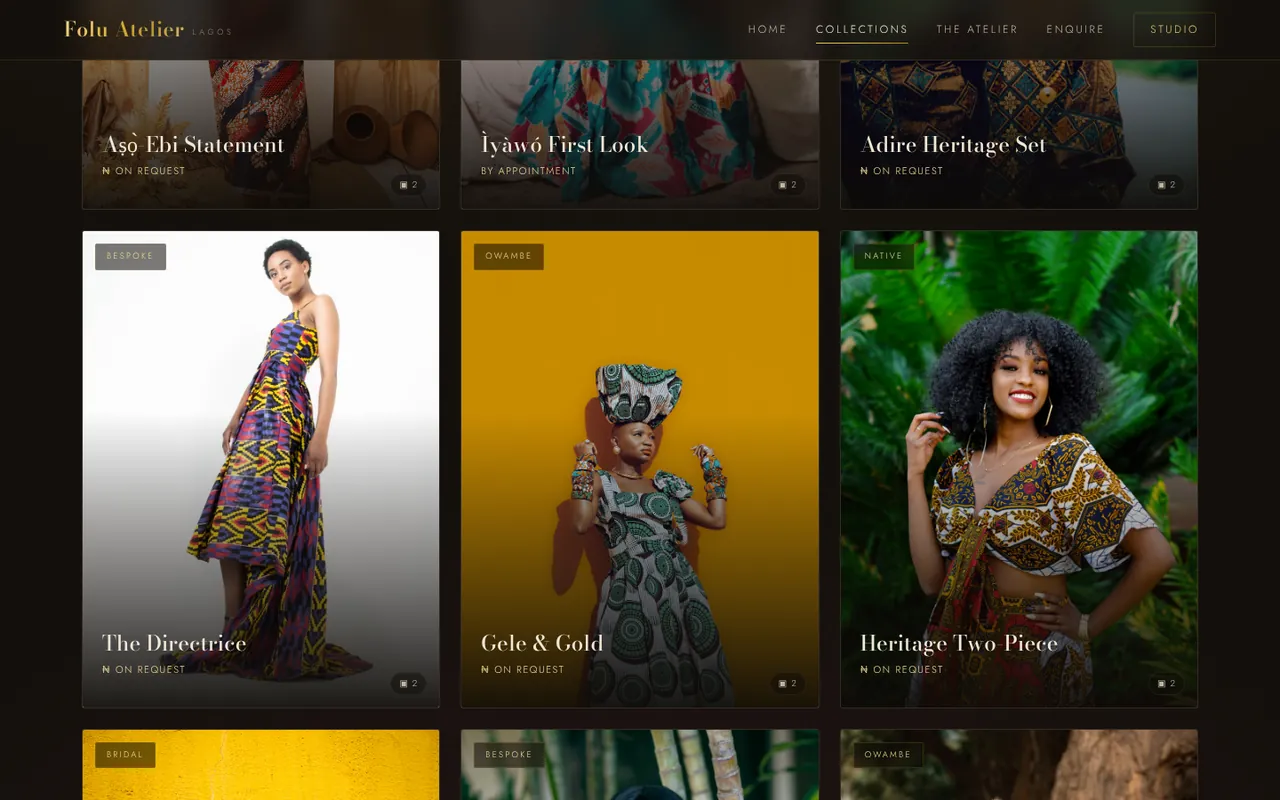 Folu Atelier LAGOS
HOME COLLECTIONS THE ATELIER ENQUIRE STUDIO
Aṣọ̀ Ebi Statement
₦ ON REQUEST
2
Ìyàwó First Look
BY APPOINTMENT
2
Adire Heritage Set
₦ ON REQUEST
2
BESPOKE
The Directrice
₦ ON REQUEST
2
OWAMBE
Gele & Gold
₦ ON REQUEST
2
NATIVE
Heritage Two-Piece
₦ ON REQUEST
2
BRIDAL
BESPOKE
OWAMBE